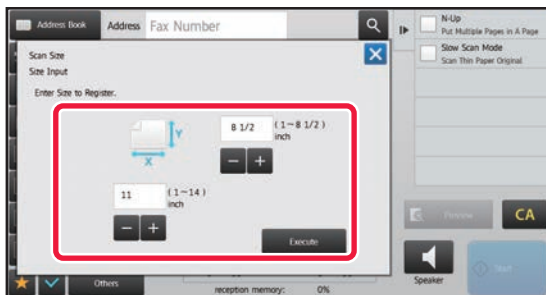 Address Book
Address
Fax Number
N-Up
Put Multiple Pages in A Page
Slow Scan Mode
Scan Thin Paper Original
Scan Size
Size Input
Enter Size to Register.
Y
X
8 1/2
(1~8 1/2)
inch
11
(1~14)
inch
Execute
Preview
CA
Speaker
Start
Others
reception memory:
0%